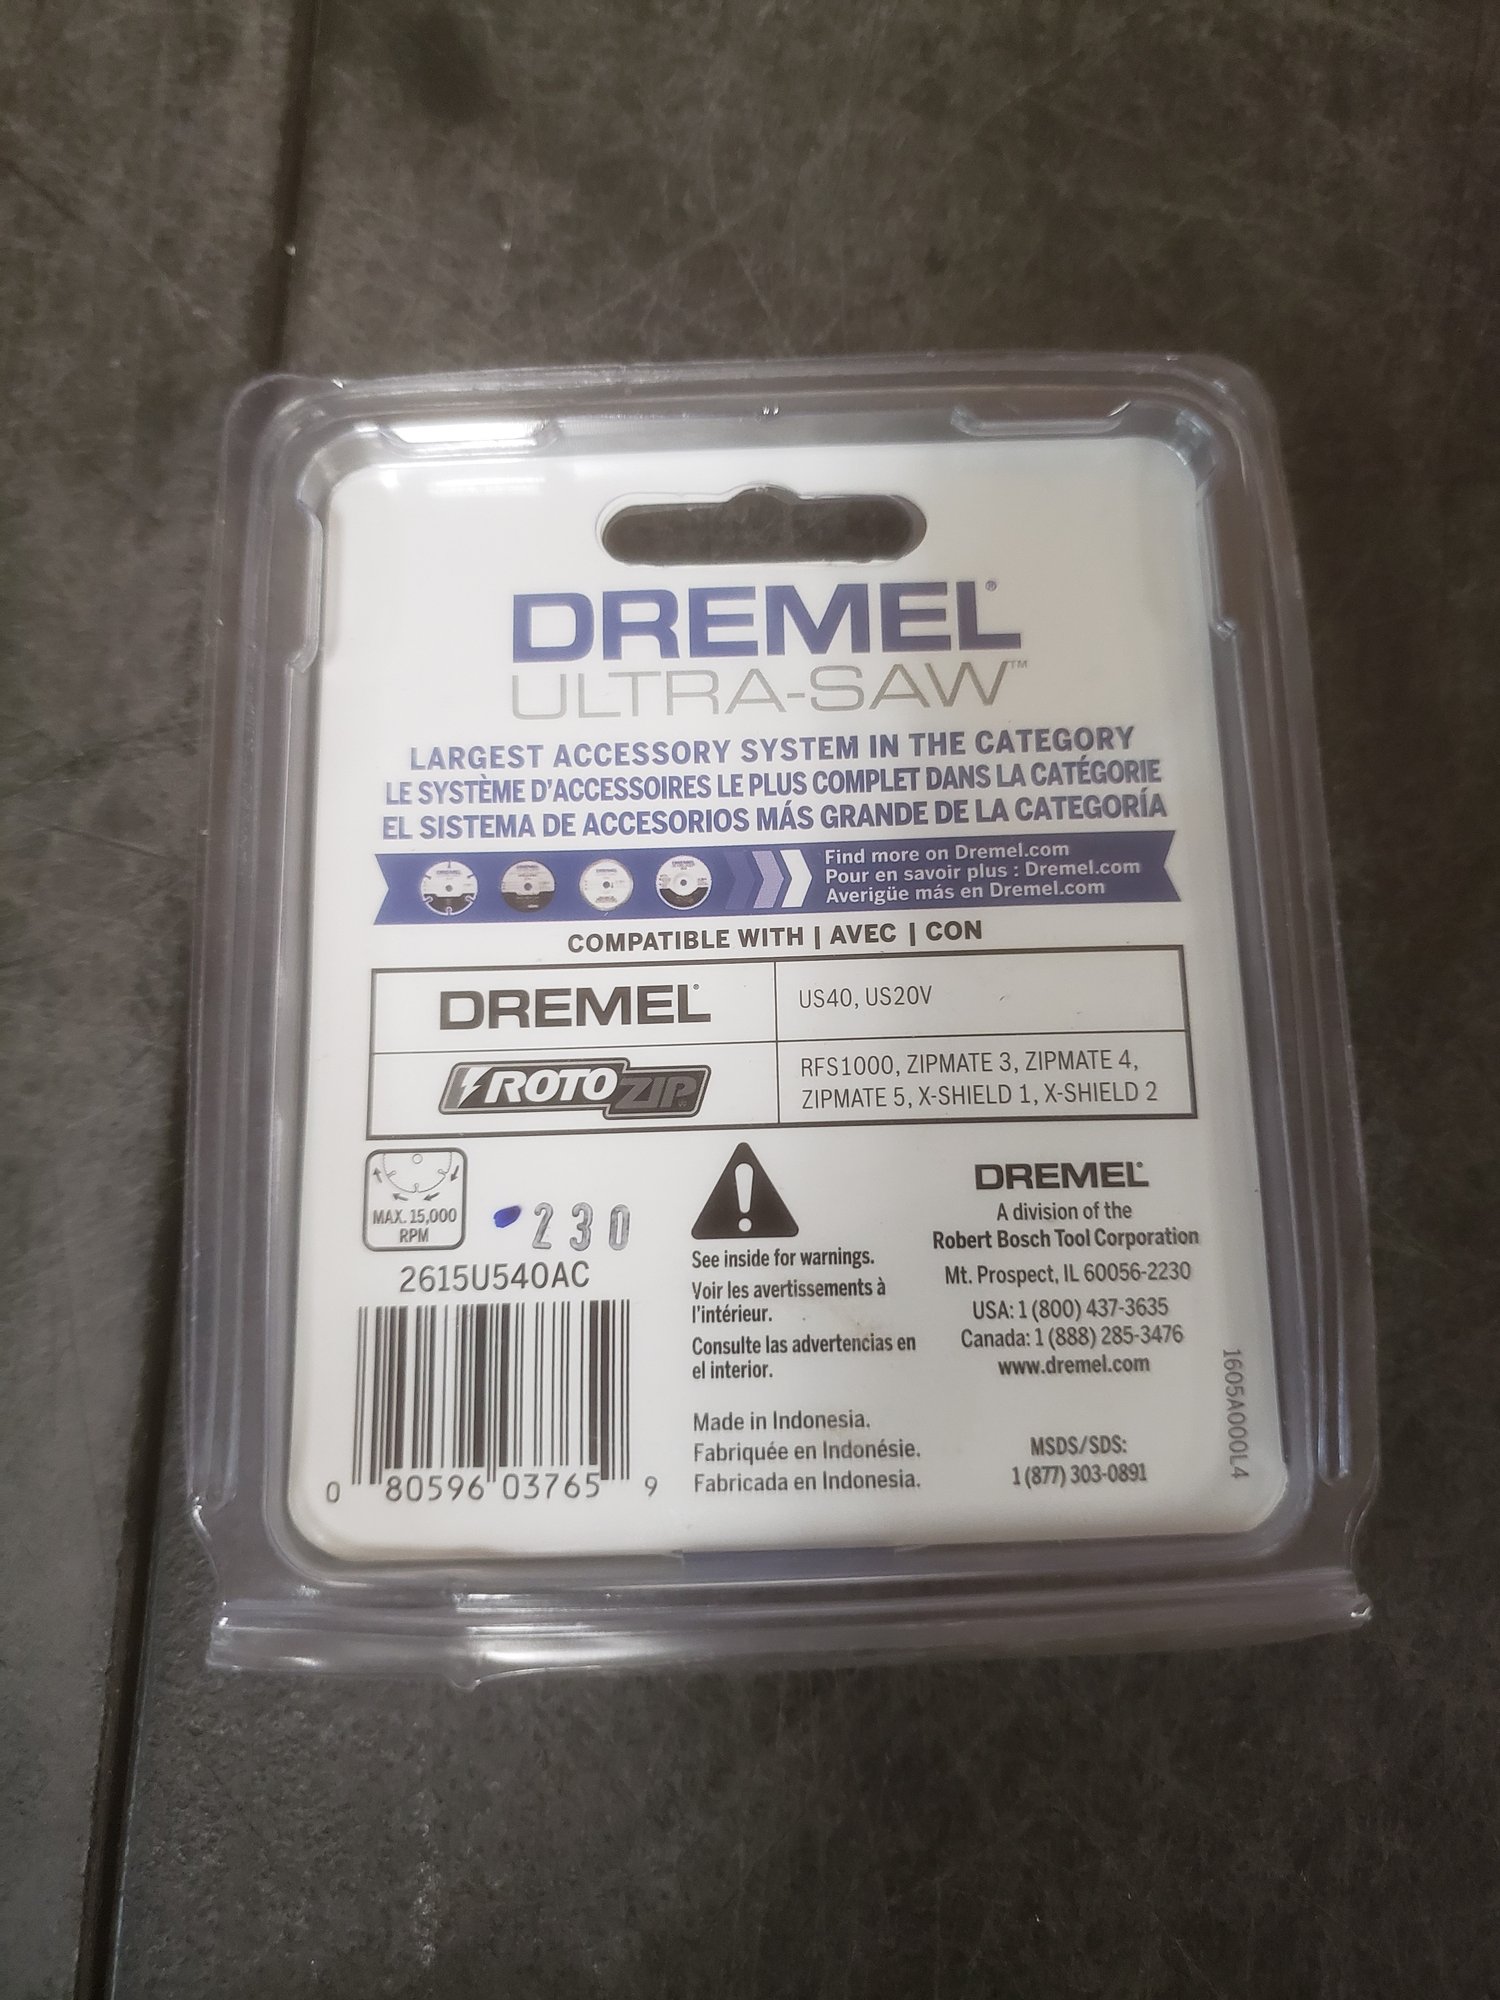 DREMEL®
ULTRA-SAW™
LARGEST ACCESSORY SYSTEM IN THE CATEGORY
LE SYSTÈME D'ACCESSOIRES LE PLUS COMPLET DANS LA CATÉGORIE
EL SISTEMA DE ACCESORIOS MÁS GRANDE DE LA CATEGORÍA
Find more on Dremel.com
Pour en savoir plus : Dremel.com
Averigüe más en Dremel.com
COMPATIBLE WITH | AVEC | CON
DREMEL®
US40, US20V
ROTOZIP
RFS1000, ZIPMATE 3, ZIPMATE 4,
ZIPMATE 5, X-SHIELD 1, X-SHIELD 2
MAX. 15,000
RPM
230
2615U540AC
0 80596 03765 9
See inside for warnings.
Voir les avertissements à
l'intérieur.
Consulte las advertencias en
el interior.
Made in Indonesia.
Fabriquée en Indonésie.
Fabricada en Indonesia.
DREMEL®
A division of the
Robert Bosch Tool Corporation
Mt. Prospect, IL 60056-2230
USA: 1 (800) 437-3635
Canada: 1 (888) 285-3476
www.dremel.com
MSDS/SDS:
1 (877) 303-0891
1605A000L4